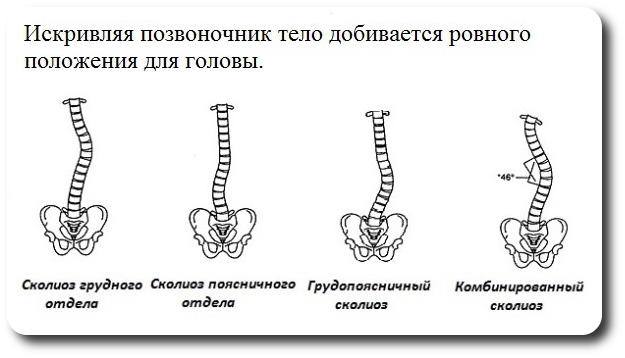 Искривляя позвоночник тело добивается ровного
положения для головы.
"46°
Сколиоз грудного
отдела
Сколиоз поясничного
отдела
Грудопоясничный
сколиоз
Комбинированный
сколиоз